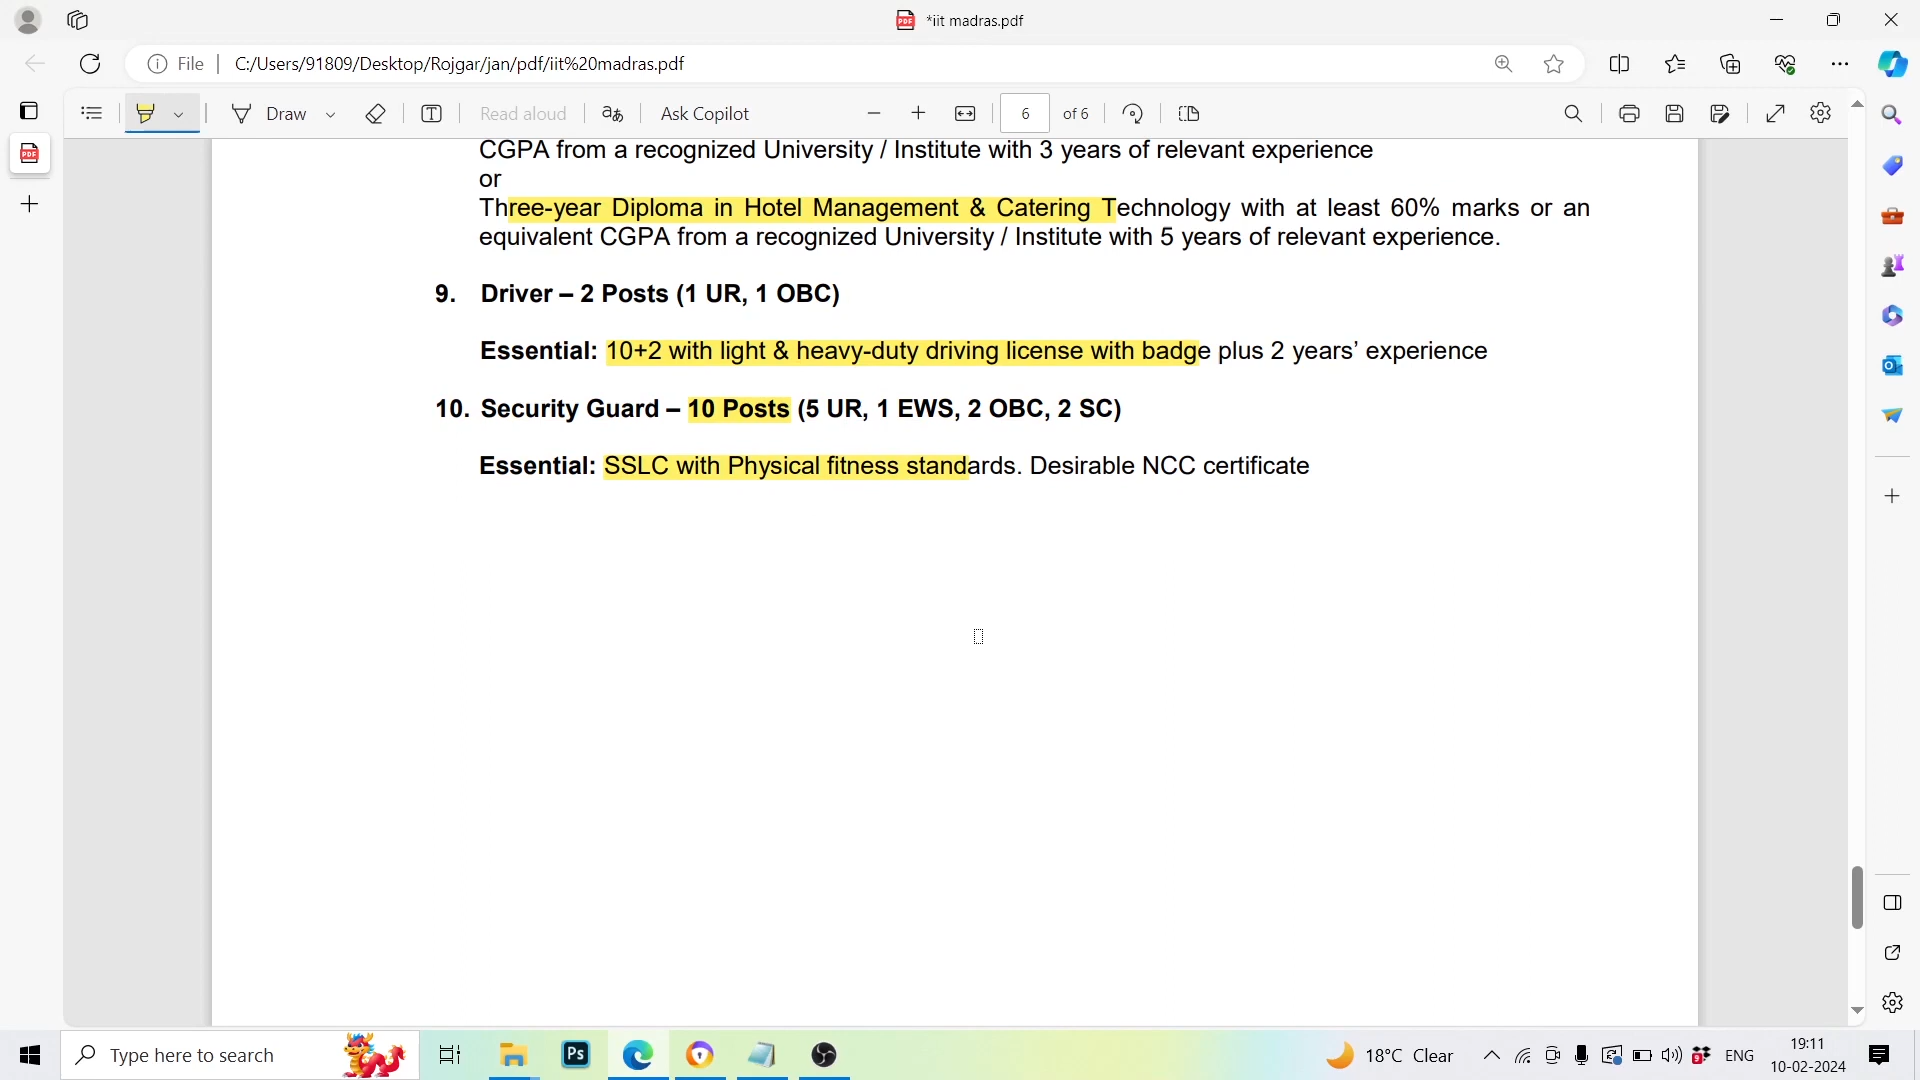 *iit madras.pdf
File
C:/Users/91809/Desktop/Rojgar/jan/pdf/iit%20madras.pdf
Draw
Read aloud
aあ
Ask Copilot
6
of 6
CGPA from a recognized University / Institute with 3 years of relevant experience
or
Three-year Diploma in Hotel Management & Catering Technology with at least 60% marks or an
equivalent CGPA from a recognized University / Institute with 5 years of relevant experience.
9. Driver – 2 Posts (1 UR, 1 OBC)
Essential: 10+2 with light & heavy-duty driving license with badge plus 2 years’ experience
10. Security Guard – 10 Posts (5 UR, 1 EWS, 2 OBC, 2 SC)
Essential: SSLC with Physical fitness standards. Desirable NCC certificate
Type here to search
Ps
18°C Clear
9
ENG
19:11
10-02-2024